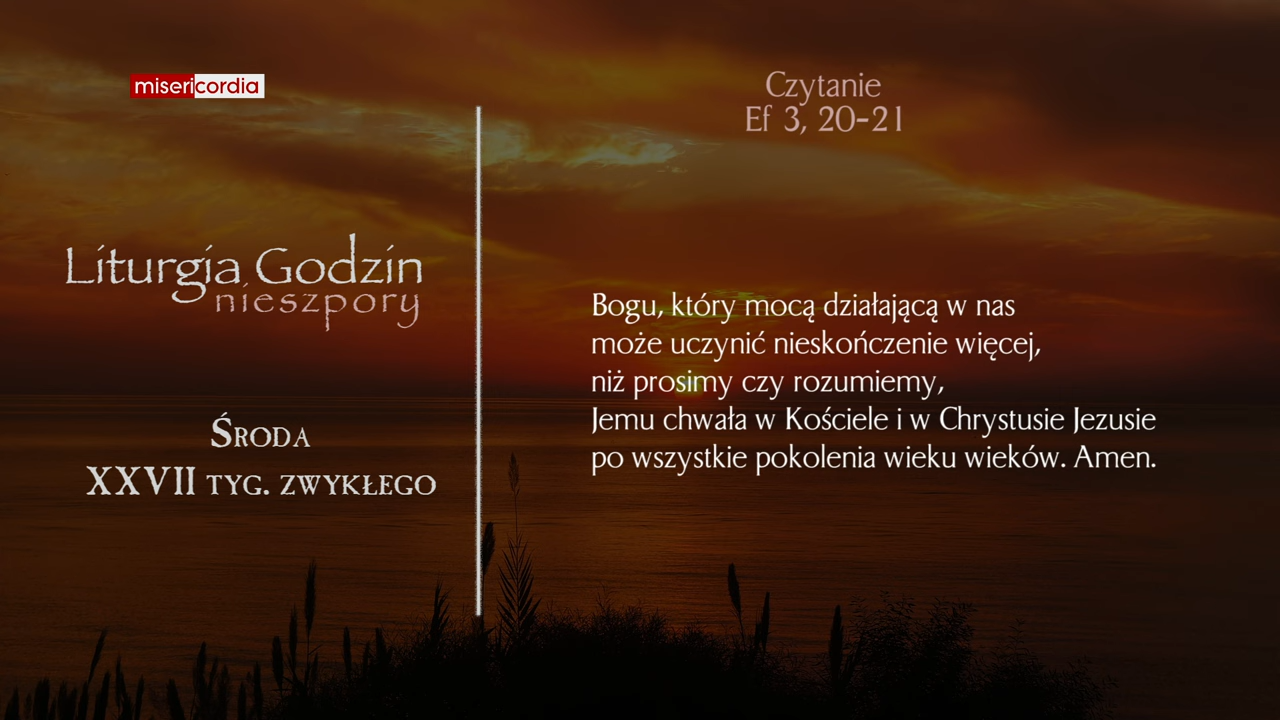 misericordia
Liturgia Godzin
nieszpory
Środa
XXVII tyg. zwykłego
Czytanie
Ef 3, 20-21
Bogu, który mocą działającą w nas
może uczynić nieskończenie więcej,
niż prosimy czy rozumiemy,
Jemu chwała w Kościele i w Chrystusie Jezusie
po wszystkie pokolenia wieku wieków. Amen.